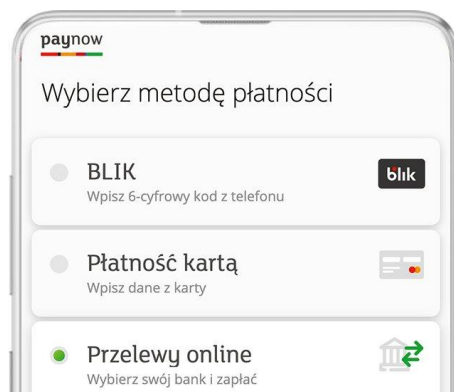 paynow
Wybierz metodę płatności
BLIK
blik
Wpisz 6-cyfrowy kod z telefonu
Płatność kartą
Wpisz dane z karty
Przelewy online
Wybierz swój bank i zapłać